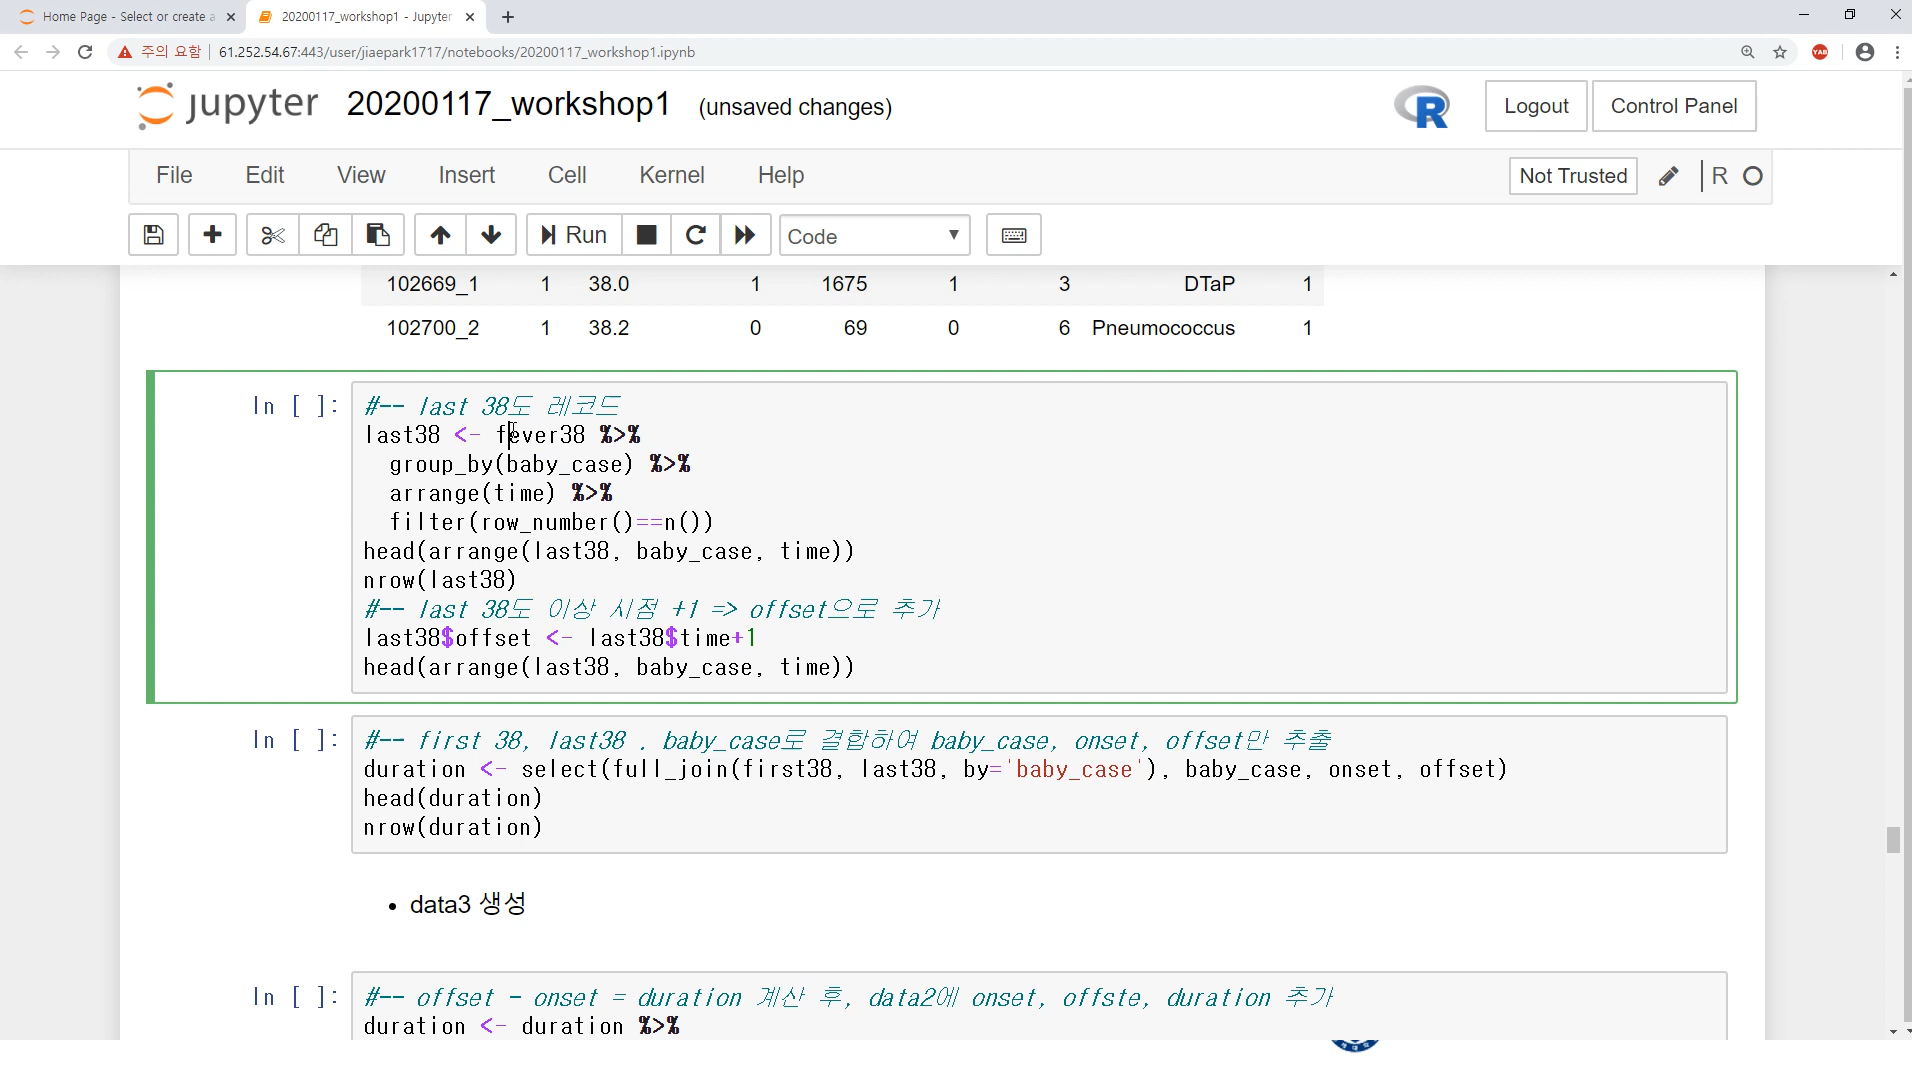 Home Page - Select or create a
20200117_workshop1 - Jupyter
주의 요함 | 61.252.54.67:443/user/jiaepark1717/notebooks/20200117_workshop1.ipynb
YAB
jupyter 20200117_workshop1 (unsaved changes)
R
Logout
Control Panel
File Edit View Insert Cell Kernel Help
Not Trusted
R
Run
Code
102669_1 1 38.0 1 1675 1 3 DTaP 1
102700_2 1 38.2 0 69 0 6 Pneumococcus 1
In [ ]:
#-- last 38도 레코드
last38 <- fever38 %>%
group_by(baby_case) %>%
arrange(time) %>%
filter(row_number()==n())
head(arrange(last38, baby_case, time))
nrow(last38)
#-- last 38도 이상 시점 +1 => offset으로 추가
last38$offset <- last38$time+1
head(arrange(last38, baby_case, time))
In [ ]:
#-- first 38, last38 . baby_case로 결합하여 baby_case, onset, offset만 추출
duration <- select(full_join(first38, last38, by='baby_case'), baby_case, onset, offset)
head(duration)
nrow(duration)
• data3 생성
In [ ]:
#-- offset - onset = duration 계산 후, data2에 onset, offste, duration 추가
duration <- duration %>%